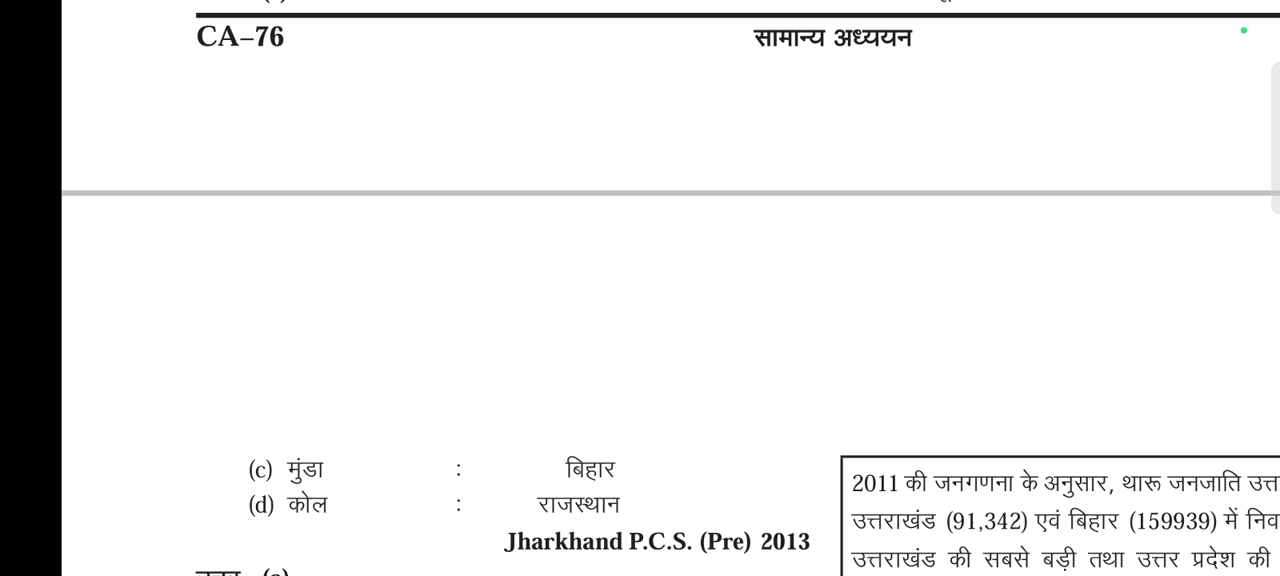 CA–76
सामान्य अध्ययन
(c) मुंडा : बिहार
(d) कोल : राजस्थान
Jharkhand P.C.S. (Pre) 2013
2011 की जनगणना के अनुसार, थारू जनजाति
उत्तराखंड (91,342) एवं बिहार (159939) में
उत्तराखंड की सबसे बड़ी तथा उत्तर प्रदेश की